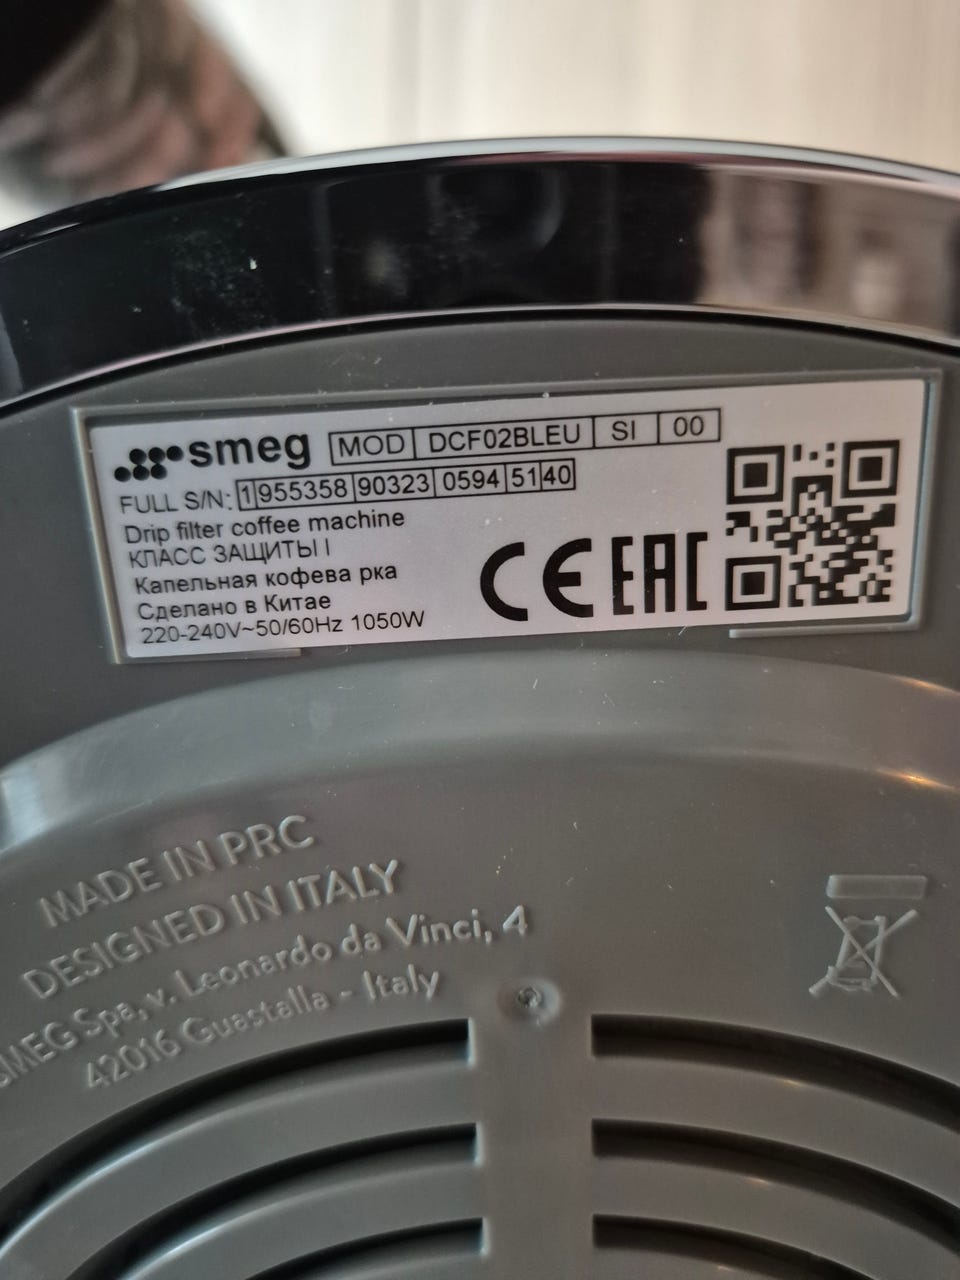 smeg MOD DCF02BLEU SI 00
FULL S/N: 1 955358 90323 0594 51 40
Drip filter coffee machine
КЛАСС ЗАЩИТЫ I
Капельная кофева рка
Сделано в Китае
220-240V~50/60Hz 1050W
CE EAC
MADE IN PRC
DESIGNED IN ITALY
SMEG Spa, v. Leonardo da Vinci, 4
42016 Guastalla - Italy